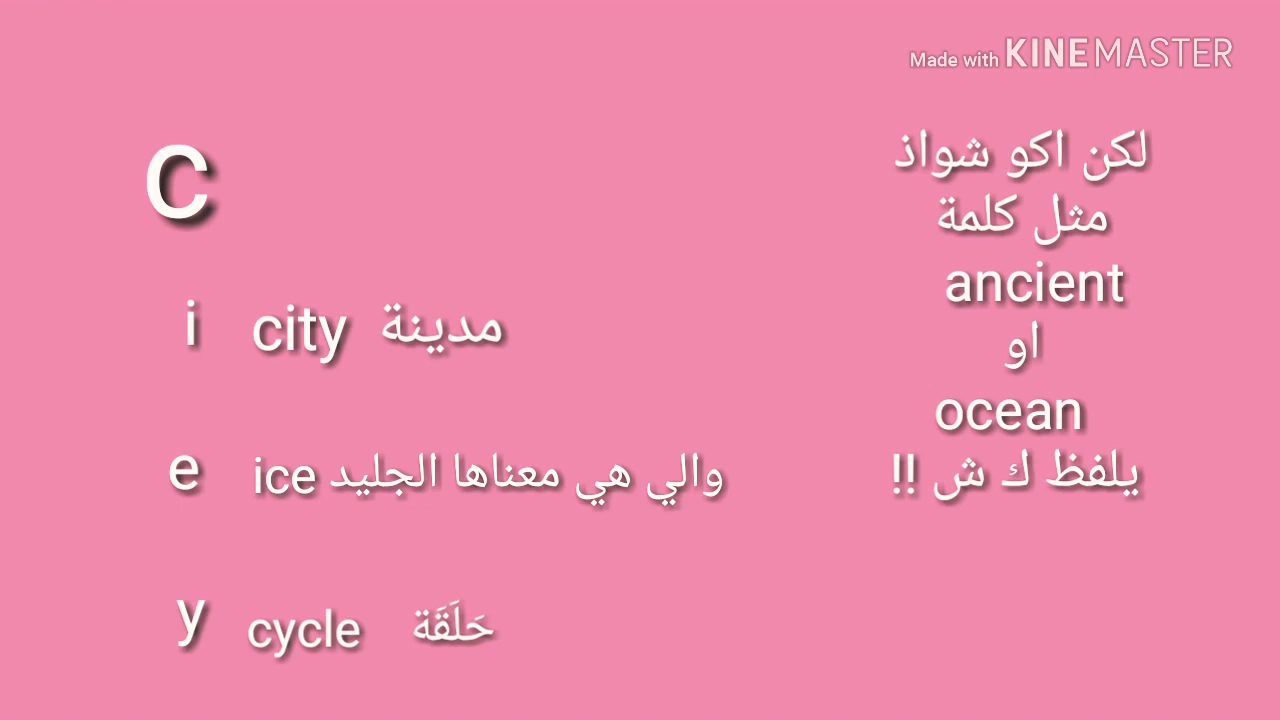 Made with KINEMASTER
C
i city مدينة
e ice والي هي معناها الجليد
y cycle حَلَقَة
لكن اكو شواذ
مثل كلمة
ancient
او
ocean
يلفظ ك ش !!